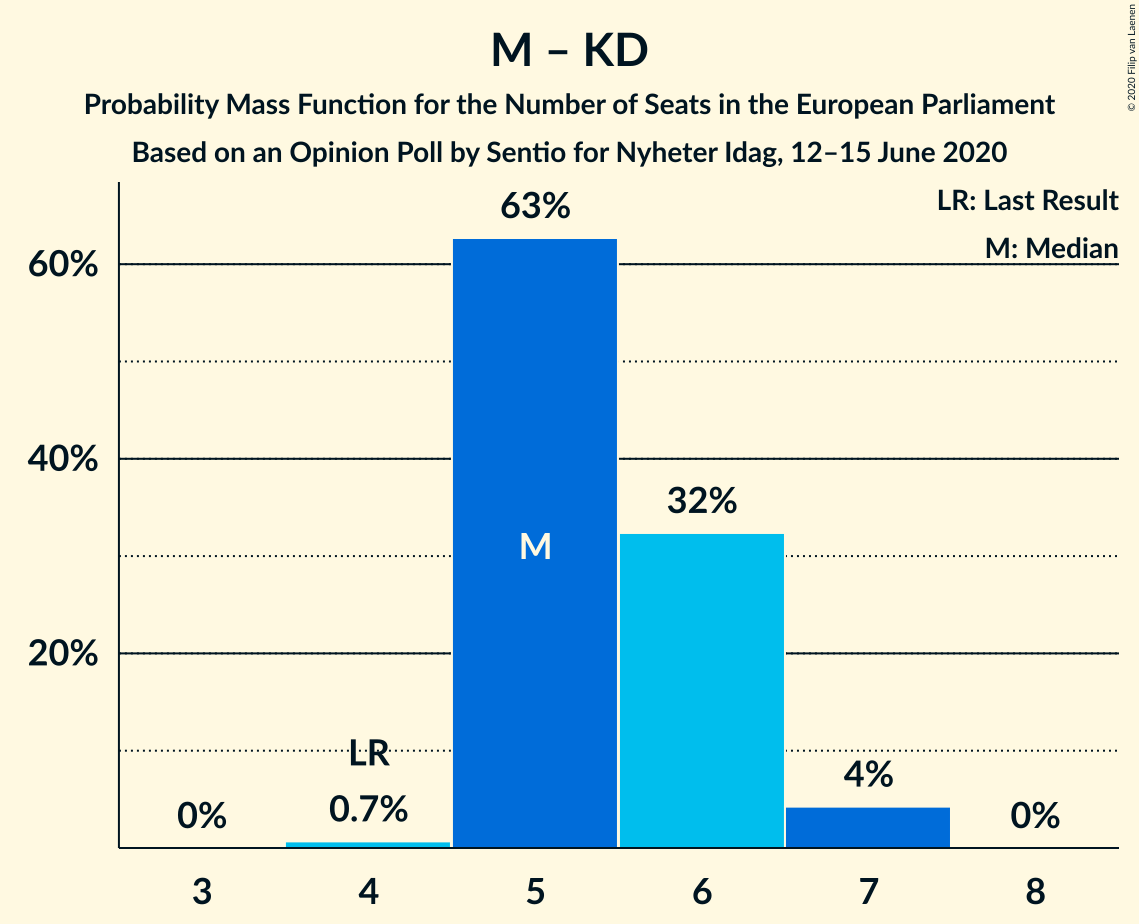 M – KD
Probability Mass Function for the Number of Seats in the European Parliament
Based on an Opinion Poll by Sentio for Nyheter Idag, 12–15 June 2020
© 2020 Filip van Laenen
LR: Last Result
M: Median
63%
60%
40%
32%
M
20%
LR
4%
0%
0.7%
0%
3 4 5 6 7 8